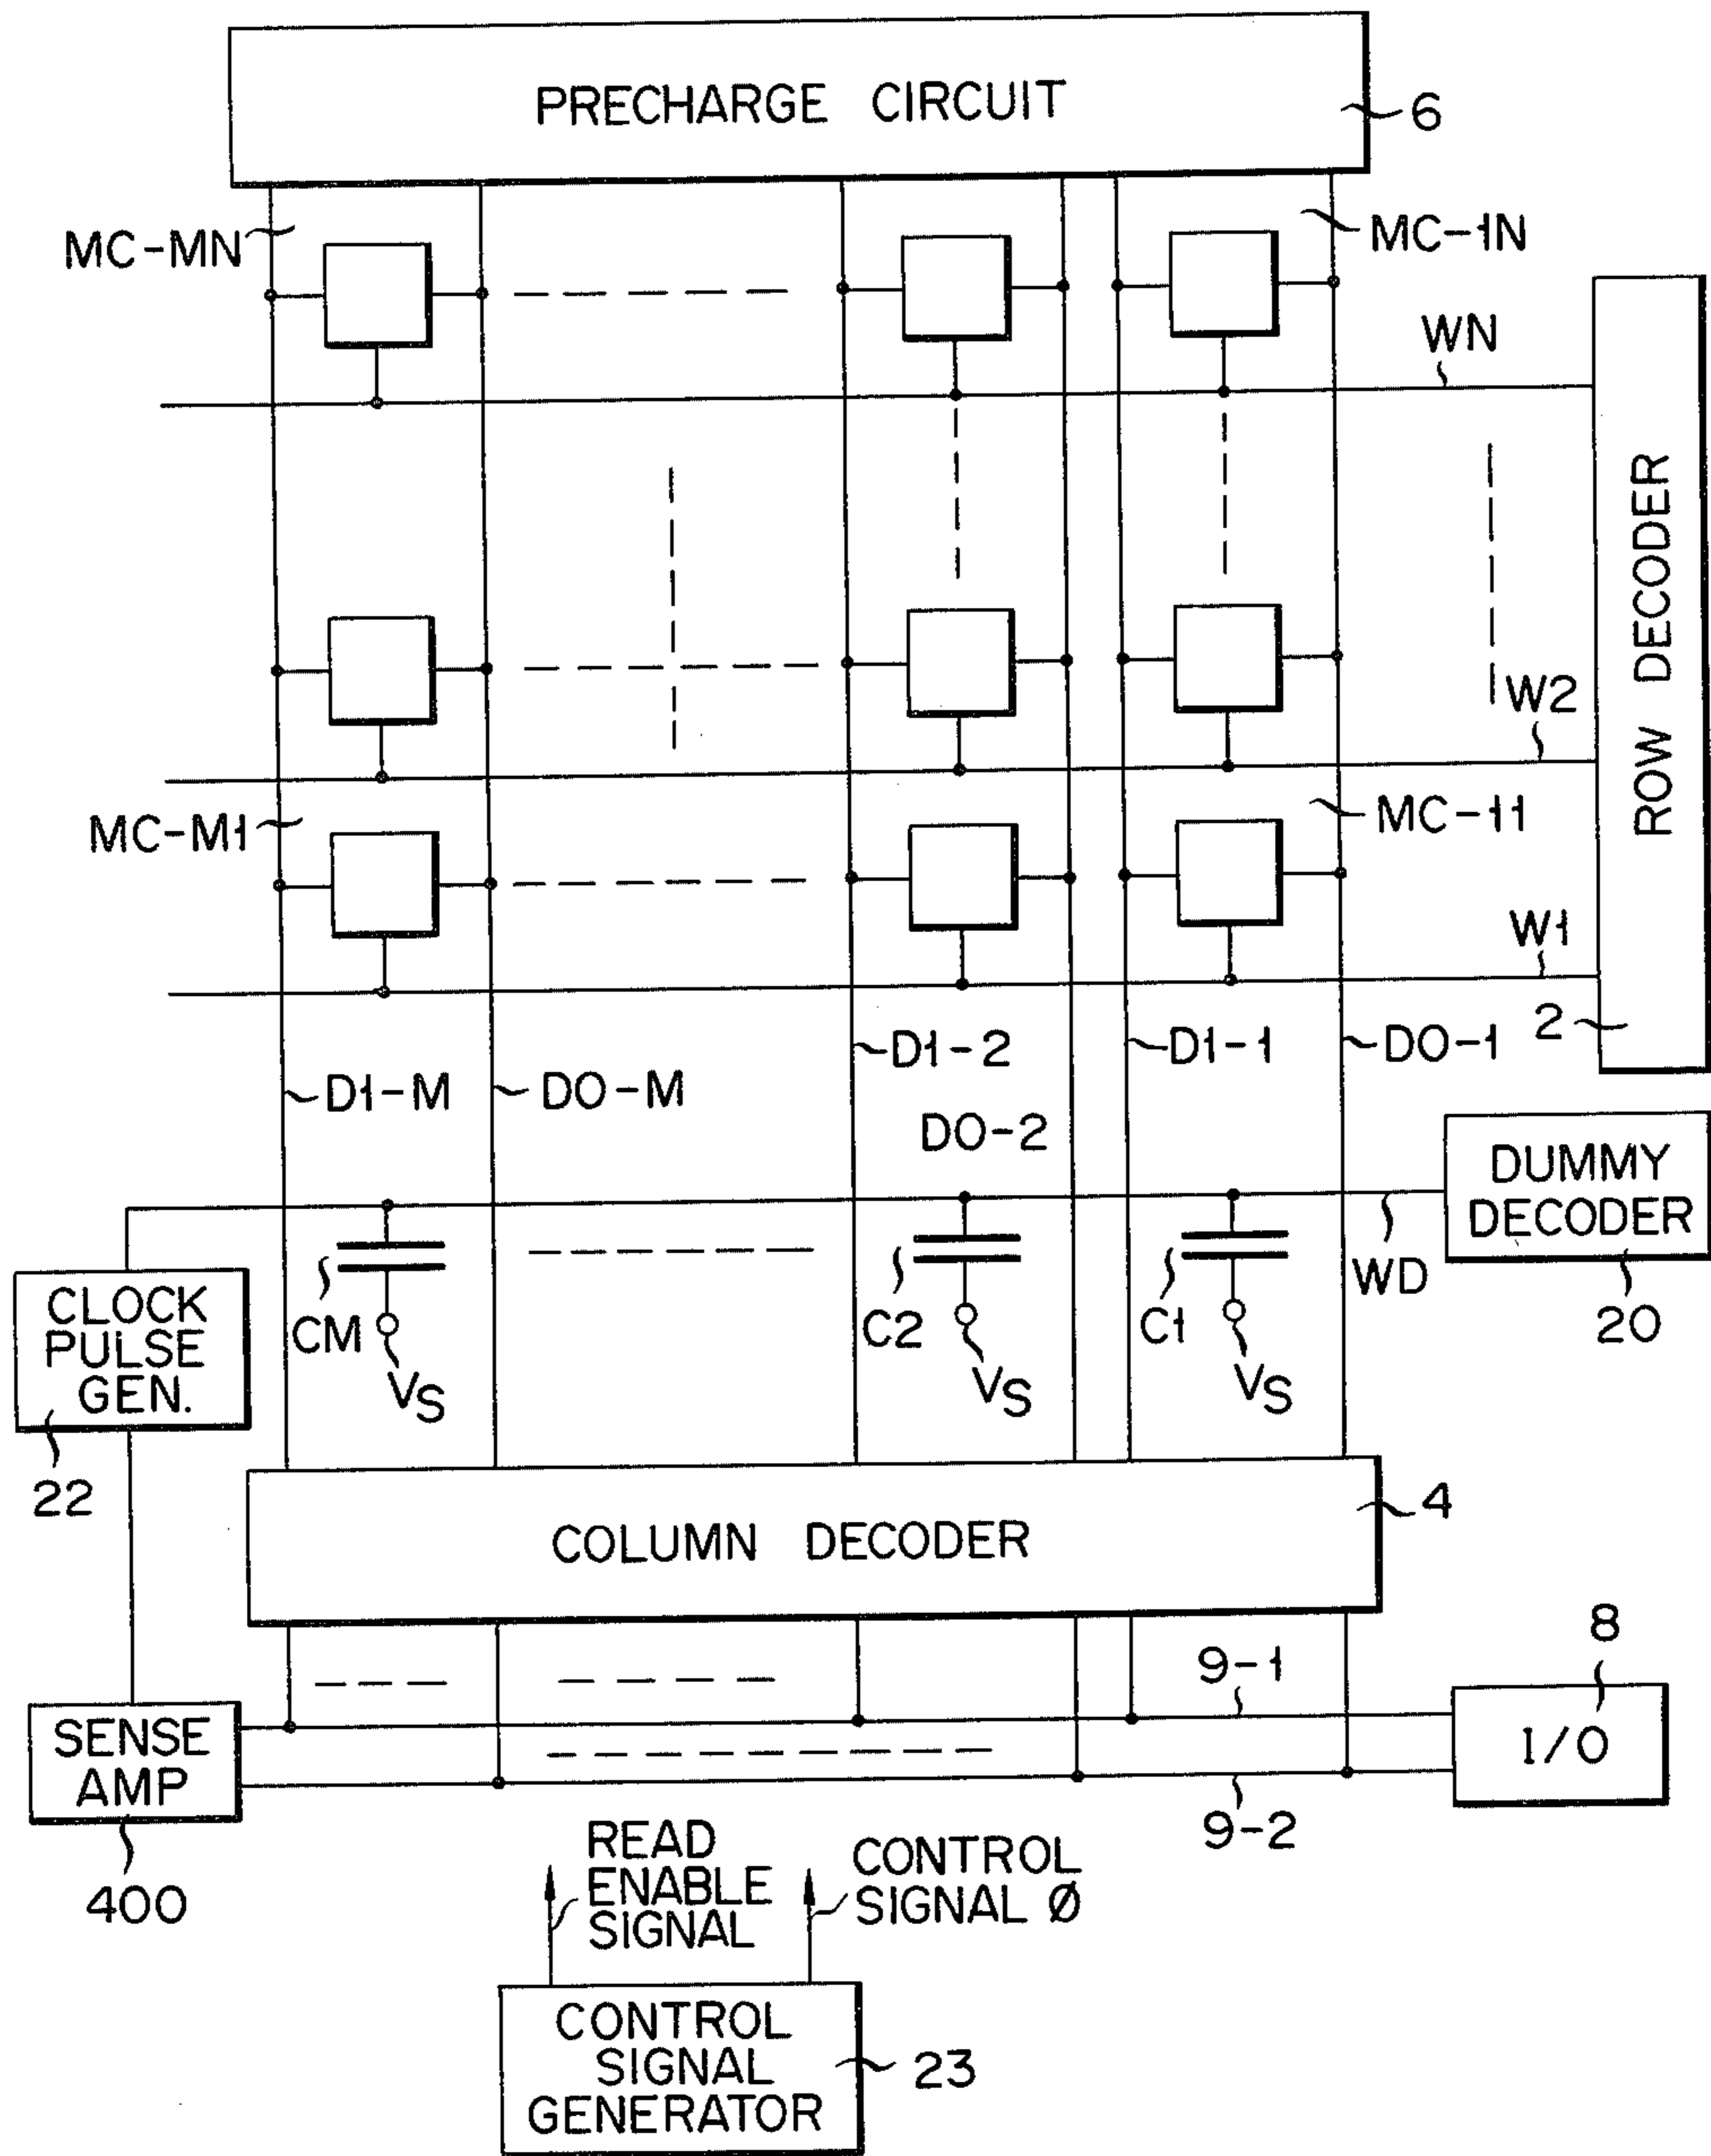 PRECHARGE CIRCUIT
6
MC-MN
MC-1N
WN
ROW DECODER
W2
MC-M1
MC-11
W1
2
D1-M
DO-M
D1-2
DO-2
D1-1
DO-1
DUMMY
DECODER
20
WD
CM
VS
C2
VS
C1
VS
CLOCK
PULSE
GEN.
22
COLUMN DECODER
4
SENSE
AMP
400
9-1
9-2
8
I/O
READ
ENABLE
SIGNAL
CONTROL
SIGNAL Ø
CONTROL
SIGNAL
GENERATOR
23